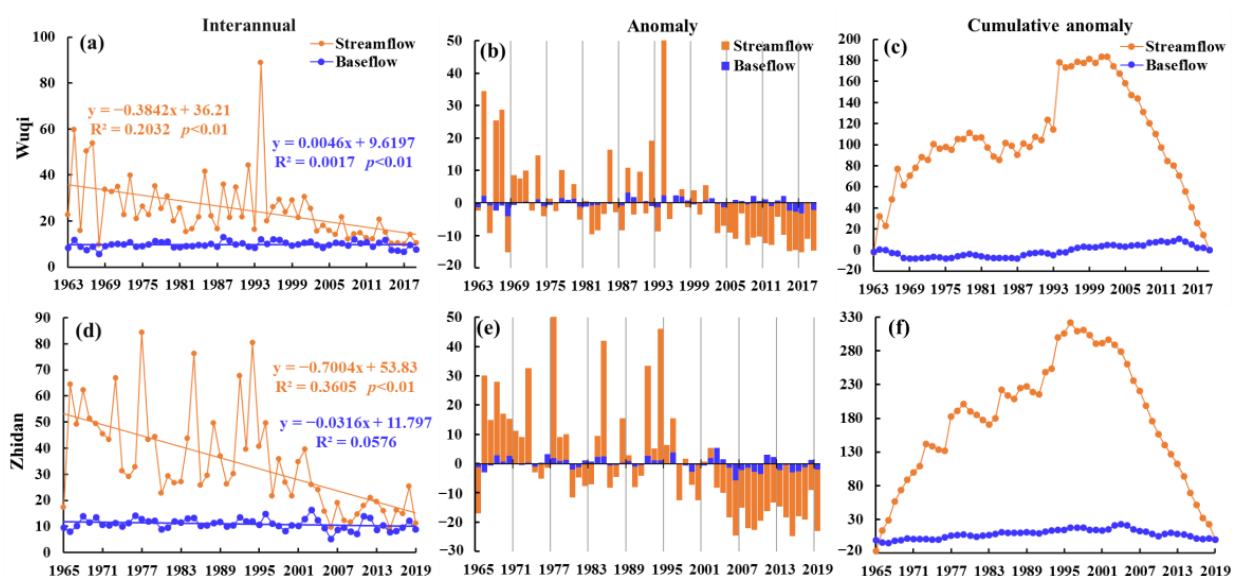 Interannual Anomaly Cumulative anomaly
Wuqi
(a)
Streamflow
Baseflow
y = −0.3842x + 36.21
R² = 0.2032 p<0.01
y = 0.0046x + 9.6197
R² = 0.0017 p<0.01
100
80
60
40
20
0
1963 1969 1975 1981 1987 1993 1999 2005 2011 2017
(b)
Streamflow
Baseflow
50
40
30
20
10
0
−10
−20
1963 1969 1975 1981 1987 1993 1999 2005 2011 2017
(c)
Streamflow
Baseflow
200
180
160
140
120
100
80
60
40
20
0
−20
1963 1969 1975 1981 1987 1993 1999 2005 2011 2017
Zhidan
(d)
y = −0.7004x + 53.83
R² = 0.3605 p<0.01
y = −0.0316x + 11.797
R² = 0.0576
90
80
70
60
50
40
30
20
10
0
1965 1971 1977 1983 1989 1995 2001 2007 2013 2019
(e)
50
40
30
20
10
0
−10
−20
−30
1965 1971 1977 1983 1989 1995 2001 2007 2013 2019
(f)
330
280
230
180
130
80
30
−20
1965 1971 1977 1983 1989 1995 2001 2007 2013 2019